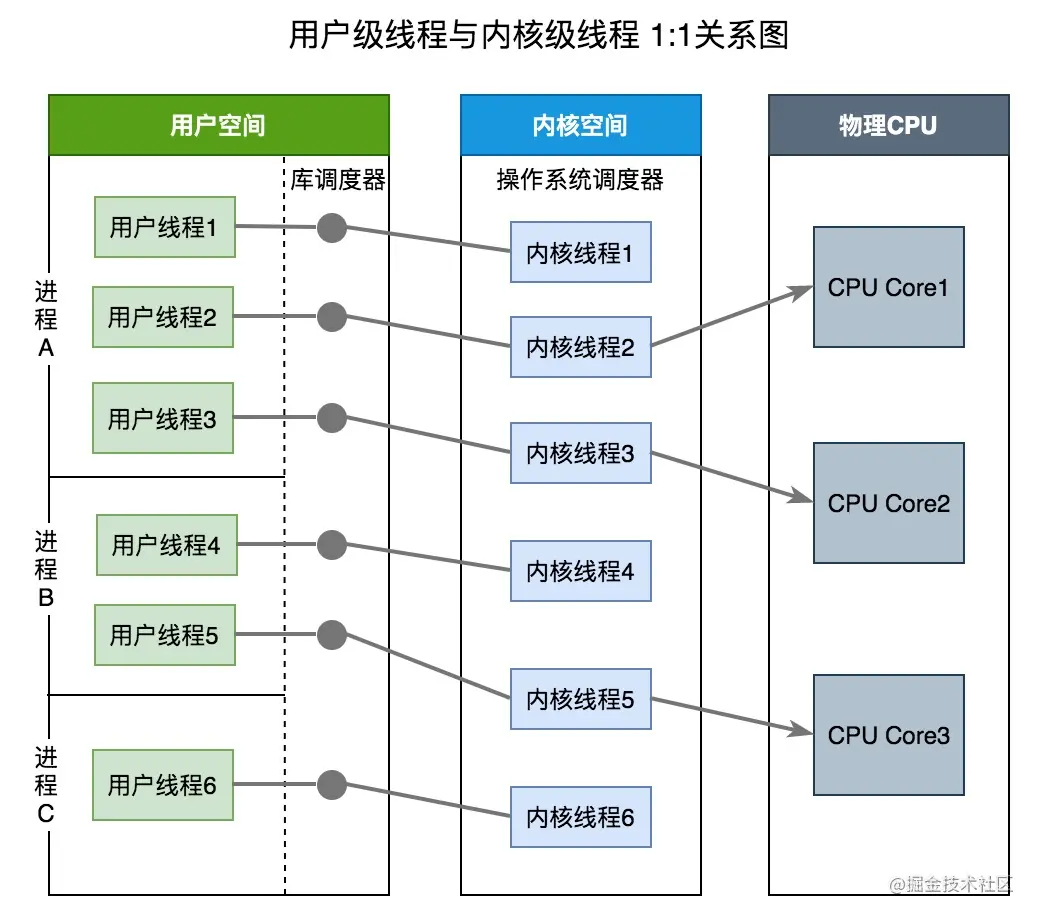 用户级线程与内核级线程 1:1关系图
用户空间
内核空间
物理CPU
库调度器
操作系统调度器
进程A
用户线程1
用户线程2
用户线程3
进程B
用户线程4
用户线程5
进程C
用户线程6
内核线程1
内核线程2
内核线程3
内核线程4
内核线程5
内核线程6
CPU Core1
CPU Core2
CPU Core3
@掘金技术社区